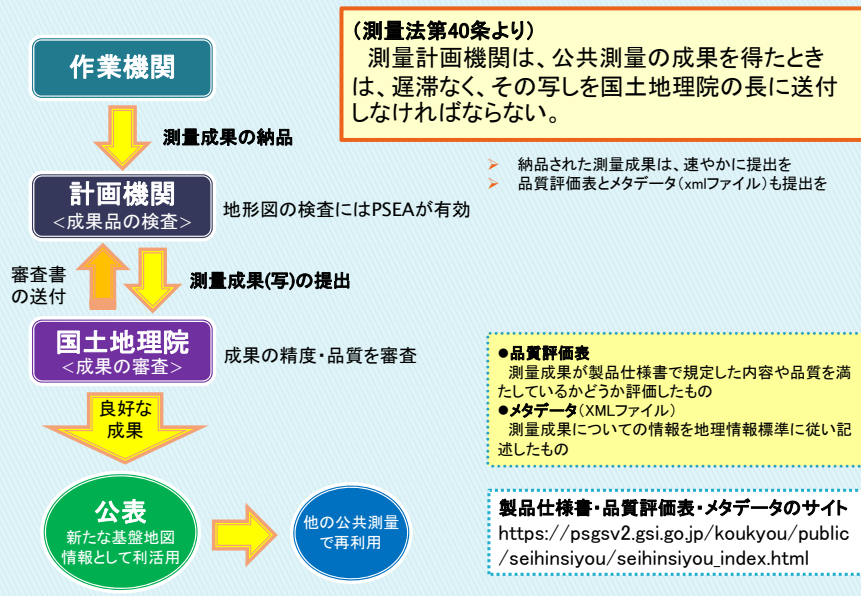 (測量法第40条より)
測量計画機関は、公共測量の成果を得たとき
は、遅滞なく、その写しを国土地理院の長に送付
しなければならない。
作業機関
測量成果の納品
➢ 納品された測量成果は、速やかに提出を
➢ 品質評価表とメタデータ(xmlファイル)も提出を
計画機関
<成果品の検査>
地形図の検査にはPSEAが有効
審査書
の送付
測量成果(写)の提出
国土地理院
<成果の審査>
成果の精度・品質を審査
●品質評価表
測量成果が製品仕様書で規定した内容や品質を満
たしているかどうか評価したもの
●メタデータ(XMLファイル)
測量成果についての情報を地理情報標準に従い記
述したもの
良好な
成果
公表
新たな基盤地図
情報として利活用
他の公共測量
で再利用
製品仕様書・品質評価表・メタデータのサイト
https://psgsv2.gsi.go.jp/koukyou/public
/seihinsiyou/seihinsiyou_index.html